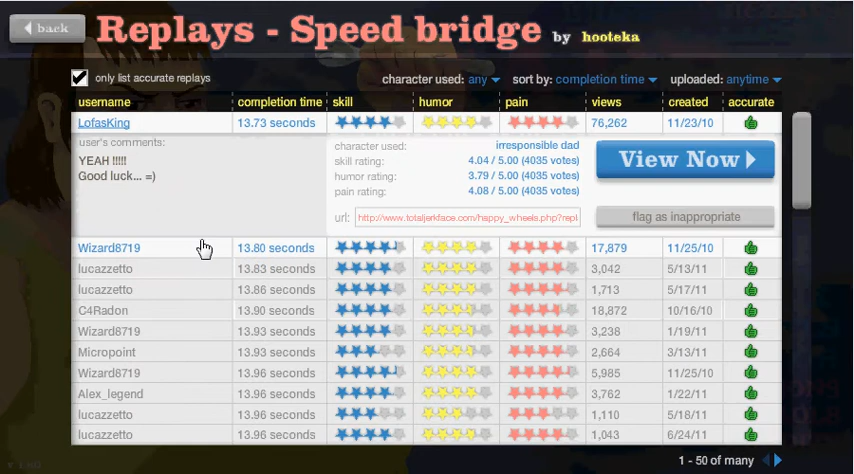 back
Replays - Speed bridge by hooteka
only list accurate replays
character used: any sort by: completion time uploaded: anytime
username completion time skill humor pain views created accurate
LofasKing 13.73 seconds 76,262 11/23/10
user's comments:
YEAH !!!!!
Good luck... =)
character used: irresponsible dad
skill rating: 4.04 / 5.00 (4035 votes)
humor rating: 3.79 / 5.00 (4035 votes)
pain rating: 4.08 / 5.00 (4035 votes)
View Now
url: http://www.totaljerkface.com/happy_wheels.php?repl
flag as inappropriate
Wizard8719 13.80 seconds 17,879 11/25/10
lucazzetto 13.83 seconds 3,042 5/13/11
lucazzetto 13.86 seconds 1,713 5/17/11
C4Radon 13.90 seconds 18,872 10/16/10
Wizard8719 13.93 seconds 3,238 1/19/11
Micropoint 13.93 seconds 2,664 3/13/11
Wizard8719 13.96 seconds 5,985 11/25/10
Alex_legend 13.96 seconds 3,762 1/22/11
lucazzetto 13.96 seconds 1,110 5/18/11
lucazzetto 13.96 seconds 1,043 6/24/11
1 - 50 of many